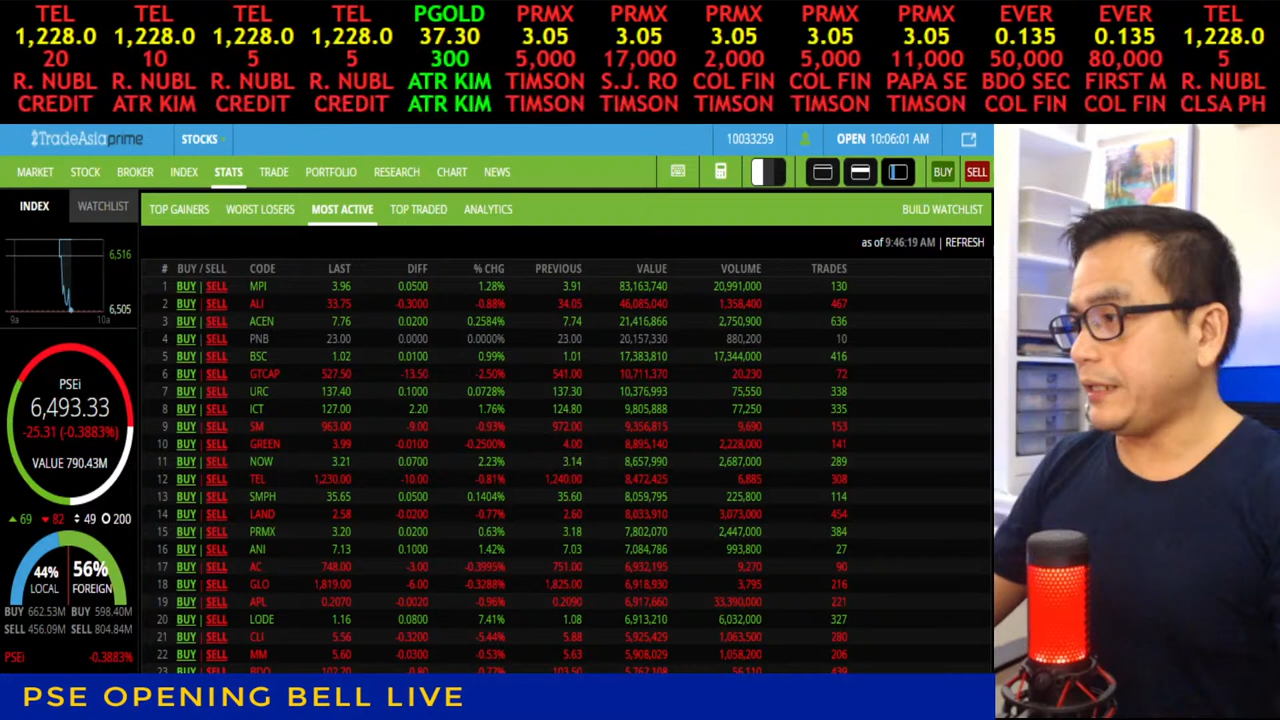 TEL TEL TEL TEL PGOLD PRMX PRMX PRMX PRMX PRMX EVER EVER TEL
1,228.0 1,228.0 1,228.0 1,228.0 37.30 3.05 3.05 3.05 3.05 3.05 0.135 0.135 1,228.0
20 10 5 5 300 5,000 17,000 2,000 5,000 11,000 50,000 80,000 5
R. NUBL R. NUBL R. NUBL R. NUBL ATR KIM TIMSON S.J. RO COL FIN COL FIN PAPA SE BDO SEC FIRST M R. NUBL
CREDIT ATR KIM CREDIT CREDIT ATR KIM TIMSON TIMSON TIMSON TIMSON TIMSON COL FIN COL FIN CLSA PH
2TradeAsia prime STOCKS 10033259 OPEN 10:06:01 AM
MARKET STOCK BROKER INDEX STATS TRADE PORTFOLIO RESEARCH CHART NEWS BUY SELL
INDEX WATCHLIST
6,516
6,505
9a 10a
PSEi
6,493.33
-25.31 (-0.3883%)
VALUE 790.43M
69 82 49 200
44% LOCAL 56% FOREIGN
BUY 662.53M BUY 598.40M
SELL 456.09M SELL 804.84M
PSEi -0.3883%
TOP GAINERS WORST LOSERS MOST ACTIVE TOP TRADED ANALYTICS BUILD WATCHLIST
as of 9:46:19 AM | REFRESH
# BUY / SELL CODE LAST DIFF % CHG PREVIOUS VALUE VOLUME TRADES
1 BUY | SELL MPI 3.96 0.0500 1.28% 3.91 83,163,740 20,991,000 130
2 BUY | SELL ALI 33.75 -0.3000 -0.88% 34.05 46,085,040 1,358,400 467
3 BUY | SELL ACEN 7.76 0.0200 0.2584% 7.74 21,416,866 2,750,900 636
4 BUY | SELL PNB 23.00 0.0000 0.0000% 23.00 20,157,330 880,200 10
5 BUY | SELL BSC 1.02 0.0100 0.99% 1.01 17,383,810 17,344,000 416
6 BUY | SELL GTCAP 527.50 -13.50 -2.50% 541.00 10,711,370 20,230 72
7 BUY | SELL URC 137.40 0.1000 0.0728% 137.30 10,376,993 75,550 338
8 BUY | SELL ICT 127.00 2.20 1.76% 124.80 9,805,888 77,250 335
9 BUY | SELL SM 963.00 -9.00 -0.93% 972.00 9,356,815 9,690 153
10 BUY | SELL GREEN 3.99 -0.0100 -0.2500% 4.00 8,895,140 2,228,000 141
11 BUY | SELL NOW 3.21 0.0700 2.23% 3.14 8,657,990 2,687,000 289
12 BUY | SELL TEL 1,230.00 -10.00 -0.81% 1,240.00 8,472,425 6,885 308
13 BUY | SELL SMPH 35.65 0.0500 0.1404% 35.60 8,059,795 225,800 114
14 BUY | SELL LAND 2.58 -0.0200 -0.77% 2.60 8,033,910 3,073,000 454
15 BUY | SELL PRMX 3.20 0.0200 0.63% 3.18 7,802,070 2,447,000 384
16 BUY | SELL ANI 7.13 0.1000 1.42% 7.03 7,084,786 993,800 27
17 BUY | SELL AC 748.00 -3.00 -0.3995% 751.00 6,932,195 9,270 90
18 BUY | SELL GLO 1,819.00 -6.00 -0.3288% 1,825.00 6,918,930 3,795 216
19 BUY | SELL APL 0.2070 -0.0020 -0.96% 0.2090 6,917,660 33,390,000 221
20 BUY | SELL LODE 1.16 0.0800 7.41% 1.08 6,913,210 6,032,000 327
21 BUY | SELL CLI 5.56 -0.3200 -5.44% 5.88 5,925,429 1,063,500 280
22 BUY | SELL MM 5.60 -0.0300 -0.53% 5.63 5,908,029 1,058,200 206
23 BUY | SELL BDO 102.70 -0.80 -0.77% 103.50 5,767,108 56,110 439
PSE OPENING BELL LIVE